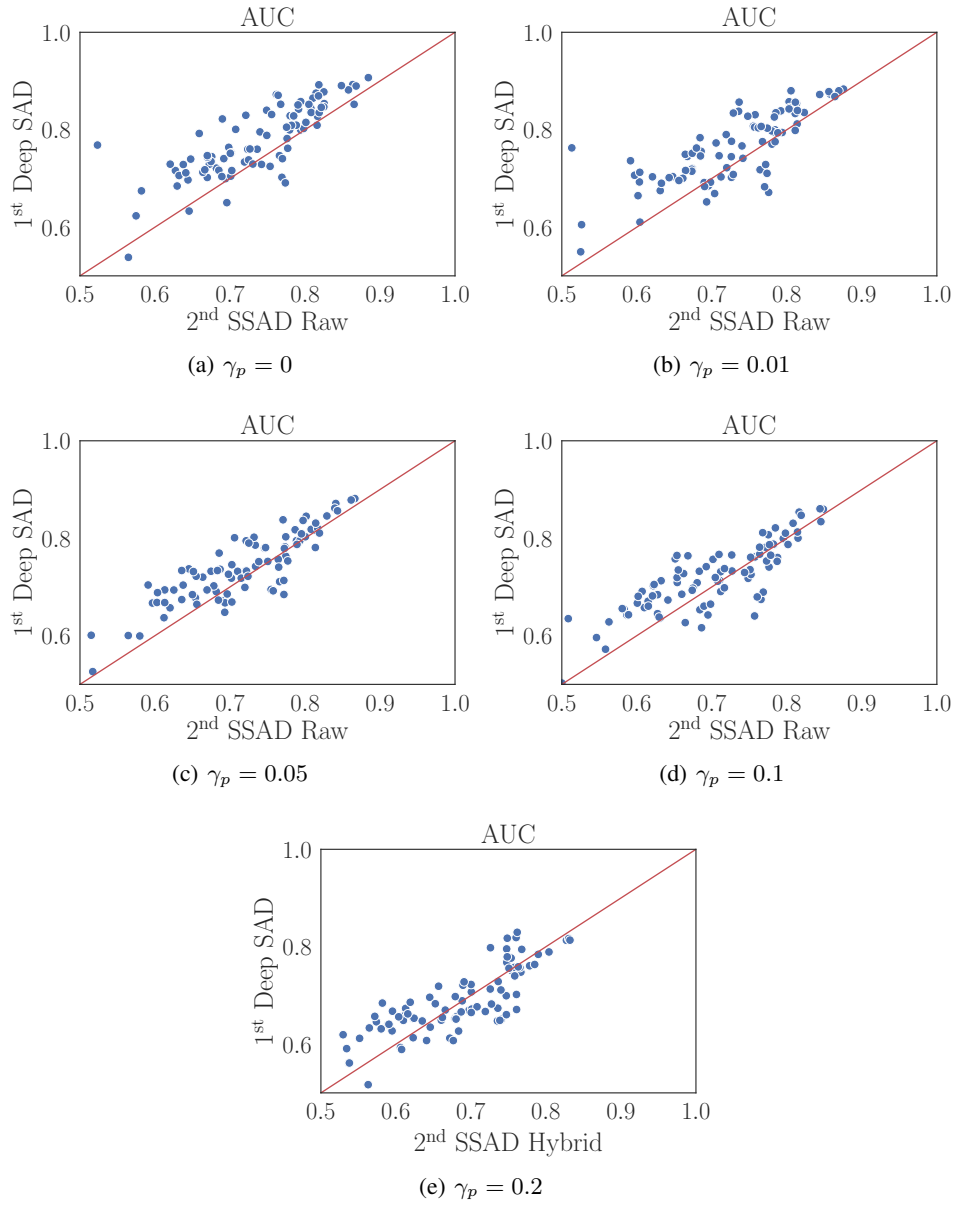 AUC
AUC
1.0
0.8
0.6
1st Deep SAD
0.5 0.6 0.7 0.8 0.9 1.0
2nd SSAD Raw
(a) γp = 0
1.0
0.8
0.6
1st Deep SAD
0.5 0.6 0.7 0.8 0.9 1.0
2nd SSAD Raw
(b) γp = 0.01
AUC
AUC
1.0
0.8
0.6
1st Deep SAD
0.5 0.6 0.7 0.8 0.9 1.0
2nd SSAD Raw
(c) γp = 0.05
1.0
0.8
0.6
1st Deep SAD
0.5 0.6 0.7 0.8 0.9 1.0
2nd SSAD Raw
(d) γp = 0.1
AUC
1.0
0.8
0.6
1st Deep SAD
0.5 0.6 0.7 0.8 0.9 1.0
2nd SSAD Hybrid
(e) γp = 0.2